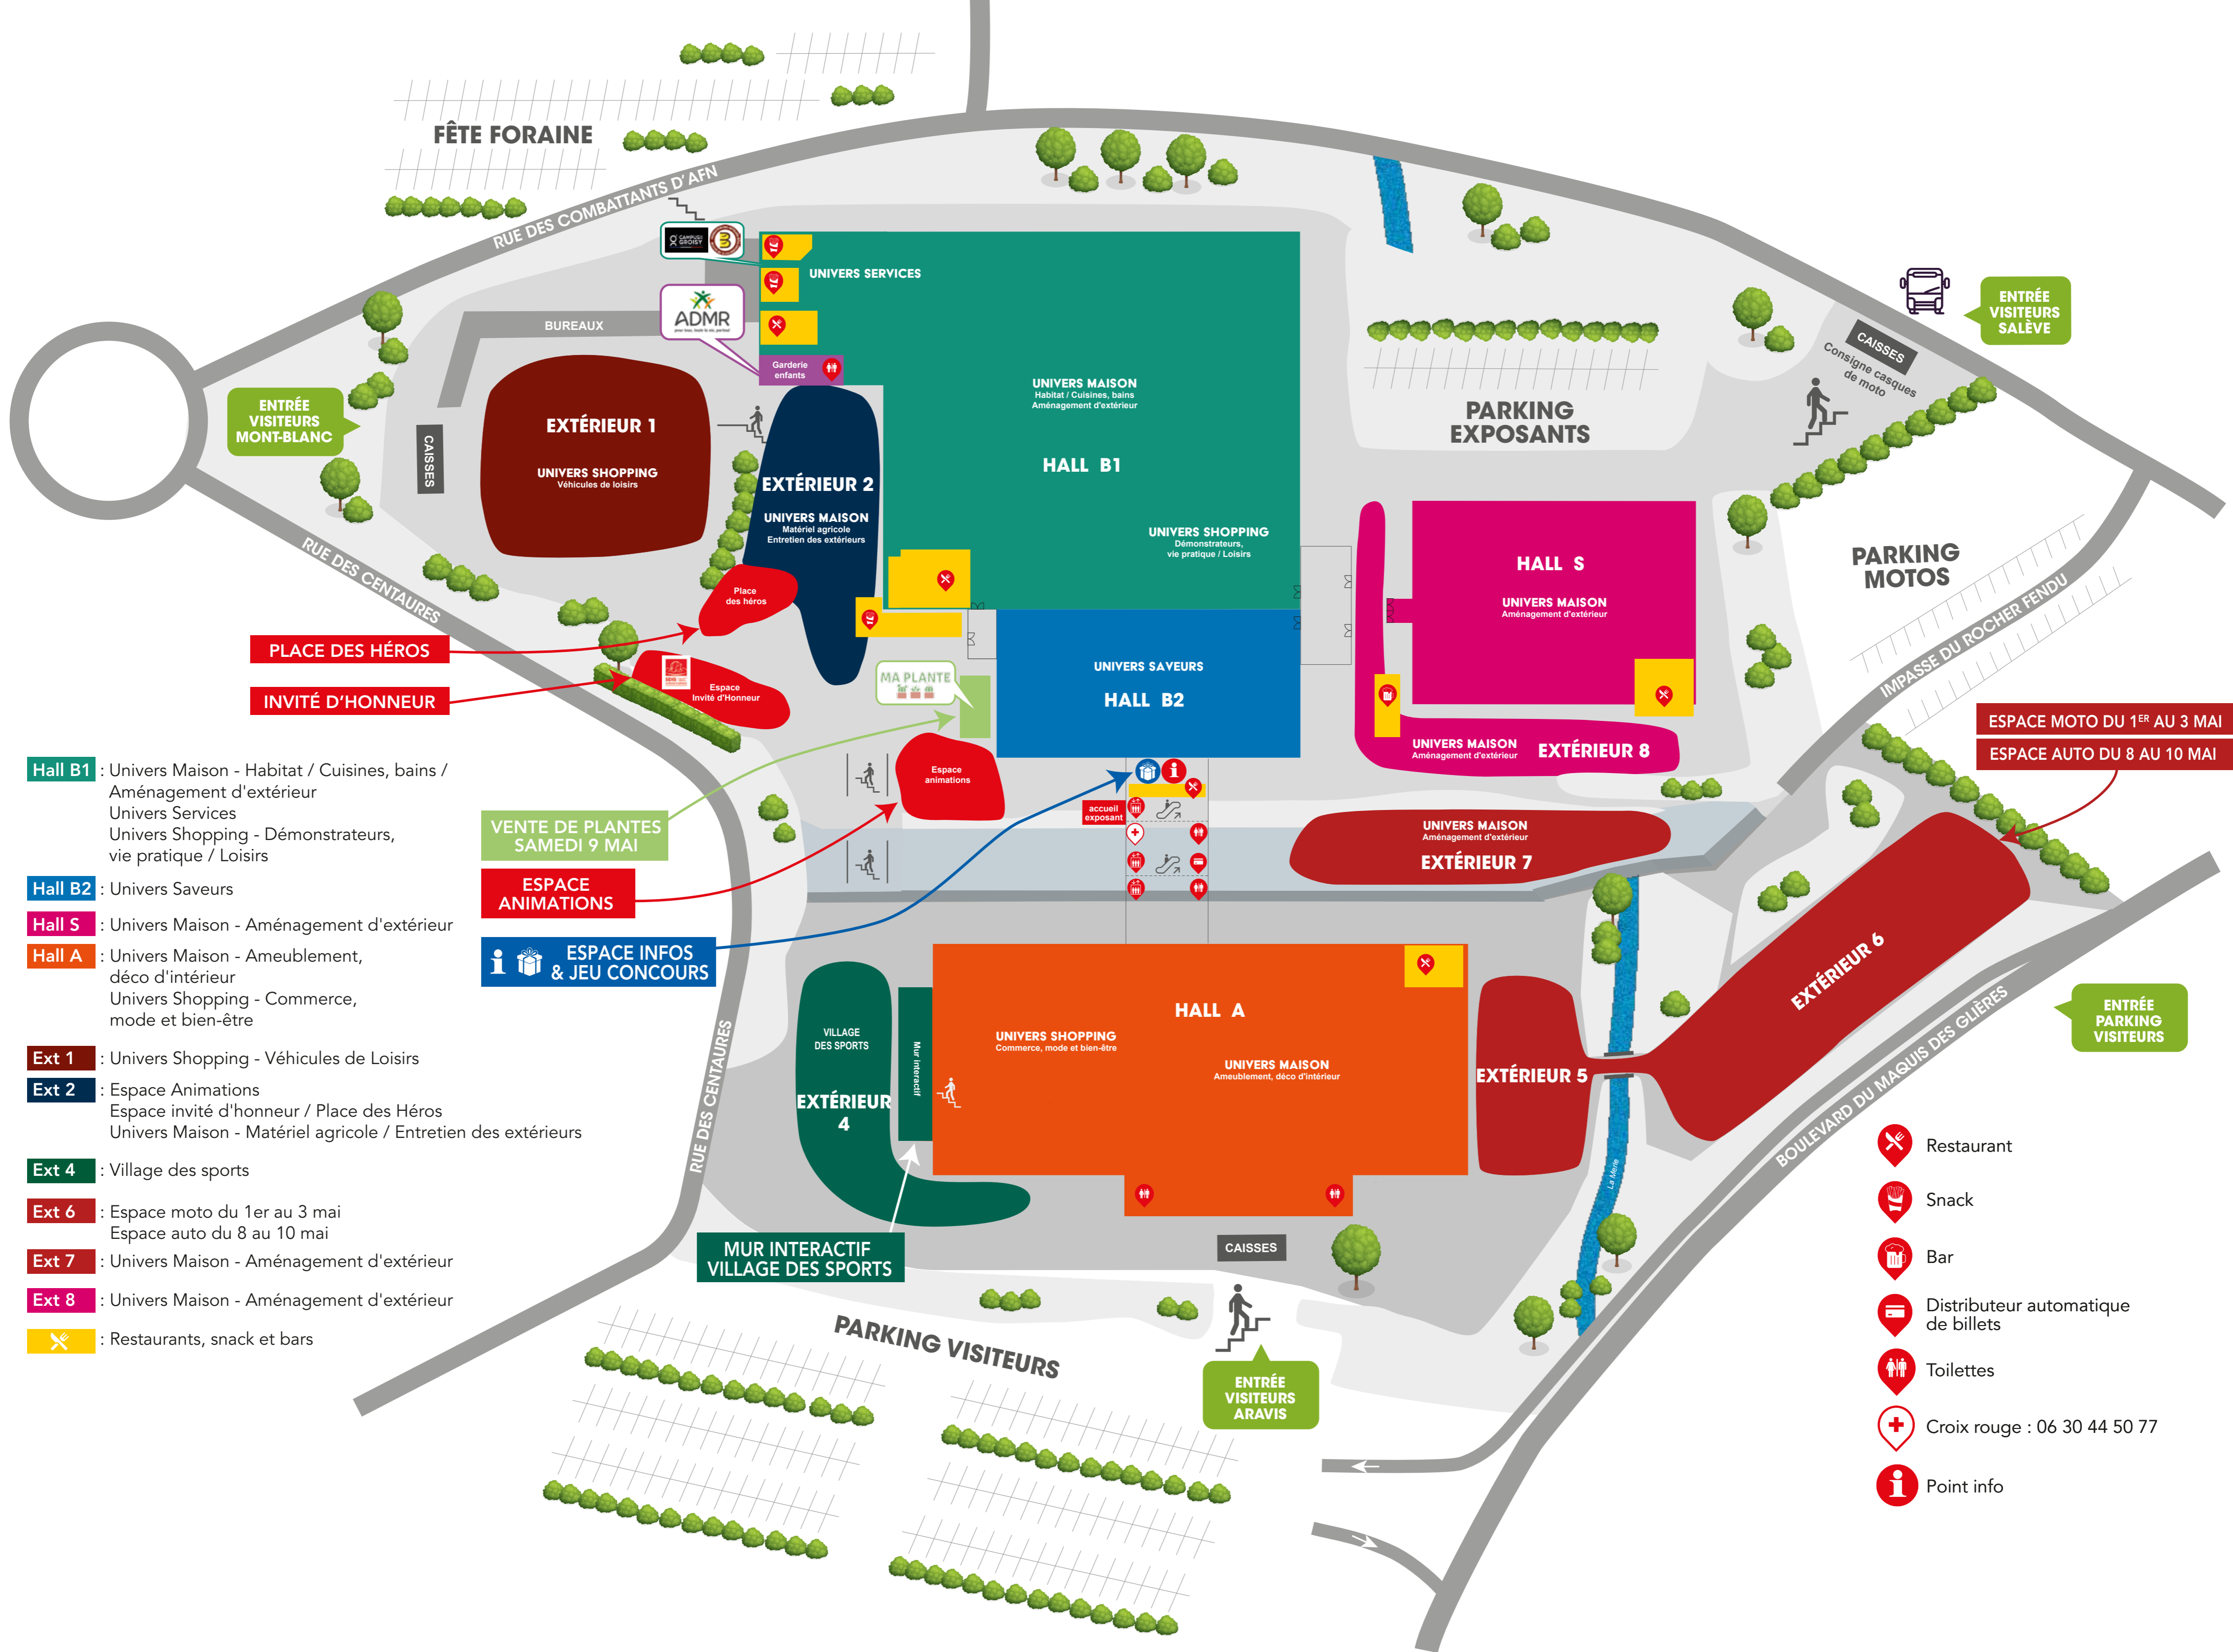 FÊTE FORAINE
RUE DES COMBATTANTS D'AFN
CAMPUS
GROISY
3
UNIVERS SERVICES
BUREAUX
ADMR
Garderie
enfants
ENTRÉE
VISITEURS
MONT-BLANC
CAISSES
EXTÉRIEUR 1
UNIVERS SHOPPING
Véhicules de loisirs
EXTÉRIEUR 2
UNIVERS MAISON
Matériel agricole
Entretien des extérieurs
UNIVERS MAISON
Habitat / Cuisines, bains
Aménagement d'extérieur
HALL B1
UNIVERS SHOPPING
Démonstrateurs,
vie pratique / Loisirs
PARKING
EXPOSANTS
ENTRÉE
VISITEURS
SALÈVE
CAISSES
Consigne casques
de moto
HALL S
UNIVERS MAISON
Aménagement d'extérieur
PARKING
MOTOS
IMPASSE DU ROCHER FENDU
RUE DES CENTAURES
Place
des héros
PLACE DES HÉROS
INVITÉ D'HONNEUR
Espace
Invité d'Honneur
MA PLANTE
UNIVERS SAVEURS
HALL B2
UNIVERS MAISON
Aménagement d'extérieur
EXTÉRIEUR 8
ESPACE MOTO DU 1ER AU 3 MAI
ESPACE AUTO DU 8 AU 10 MAI
Espace
animations
accueil
exposant
VENTE DE PLANTES
SAMEDI 9 MAI
ESPACE
ANIMATIONS
ESPACE INFOS
& JEU CONCOURS
UNIVERS MAISON
Aménagement d'extérieur
EXTÉRIEUR 7
EXTÉRIEUR 6
Hall B1 : Univers Maison - Habitat / Cuisines, bains /
Aménagement d'extérieur
Univers Services
Univers Shopping - Démonstrateurs,
vie pratique / Loisirs
Hall B2 : Univers Saveurs
Hall S : Univers Maison - Aménagement d'extérieur
Hall A : Univers Maison - Ameublement,
déco d'intérieur
Univers Shopping - Commerce,
mode et bien-être
Ext 1 : Univers Shopping - Véhicules de Loisirs
Ext 2 : Espace Animations
Espace invité d'honneur / Place des Héros
Univers Maison - Matériel agricole / Entretien des extérieurs
Ext 4 : Village des sports
Ext 6 : Espace moto du 1er au 3 mai
Espace auto du 8 au 10 mai
Ext 7 : Univers Maison - Aménagement d'extérieur
Ext 8 : Univers Maison - Aménagement d'extérieur
: Restaurants, snack et bars
VILLAGE
DES SPORTS
EXTÉRIEUR
4
Mur interactif
HALL A
UNIVERS SHOPPING
Commerce, mode et bien-être
UNIVERS MAISON
Ameublement, déco d'intérieur
EXTÉRIEUR 5
La Merie
RUE DES CENTAURES
BOULEVARD DU MAQUIS DES GLIÈRES
ENTRÉE
PARKING
VISITEURS
MUR INTERACTIF
VILLAGE DES SPORTS
CAISSES
PARKING VISITEURS
ENTRÉE
VISITEURS
ARAVIS
Restaurant
Snack
Bar
Distributeur automatique
de billets
Toilettes
Croix rouge : 06 30 44 50 77
Point info